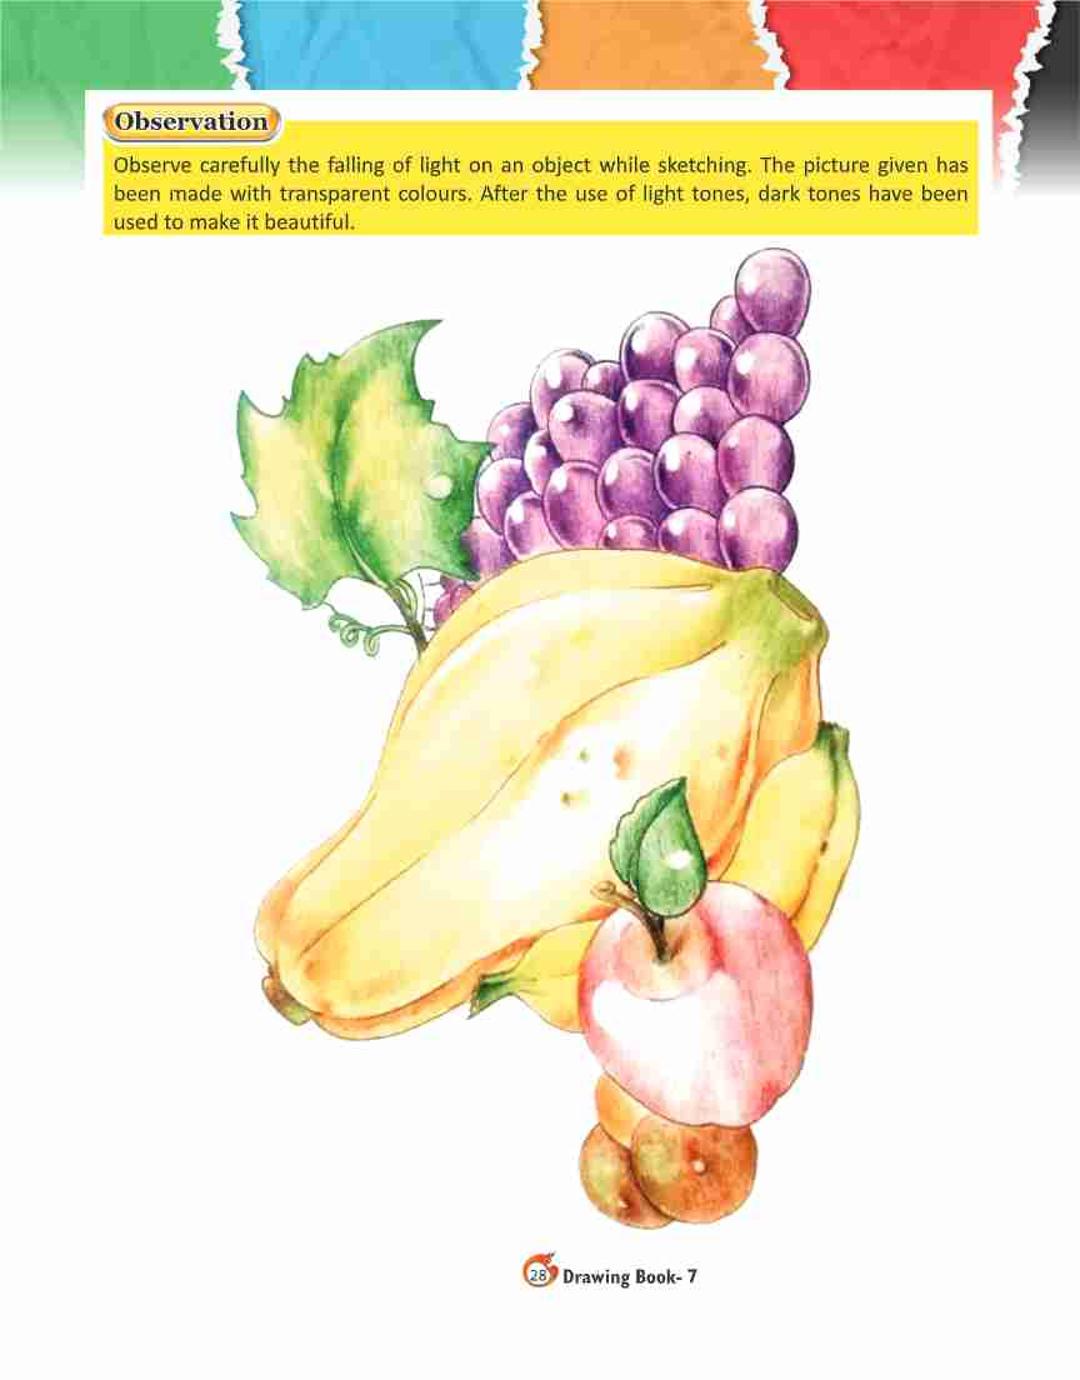 Observation
Observe carefully the falling of light on an object while sketching. The picture given has
been made with transparent colours. After the use of light tones, dark tones have been
used to make it beautiful.
28 Drawing Book- 7